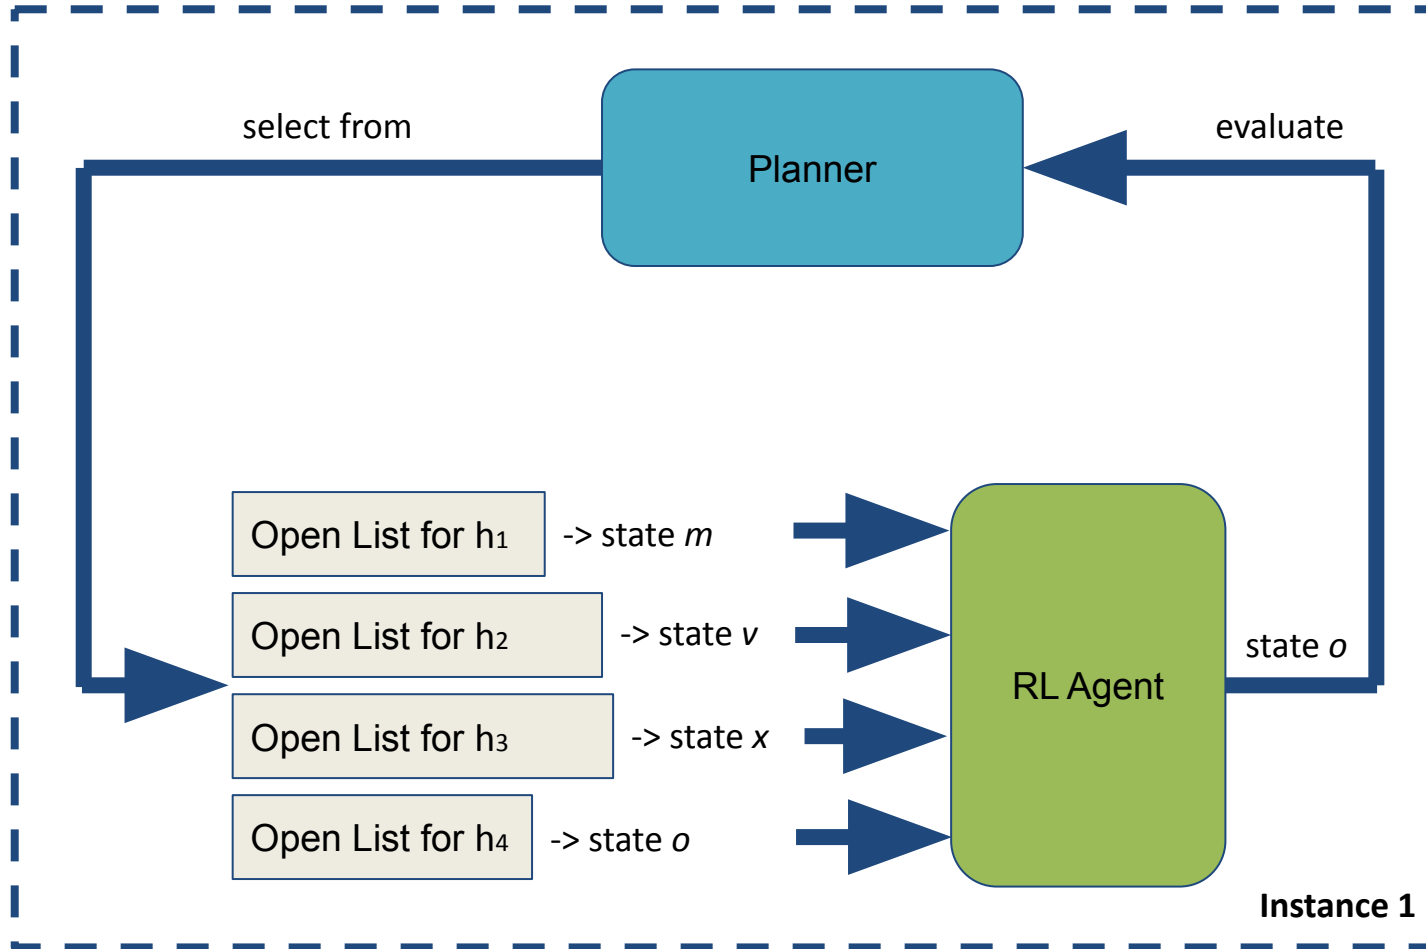 select from
Planner
evaluate
Open List for h1
-> state m
Open List for h2
-> state v
Open List for h3
-> state x
Open List for h4
-> state o
RL Agent
state o
Instance 1